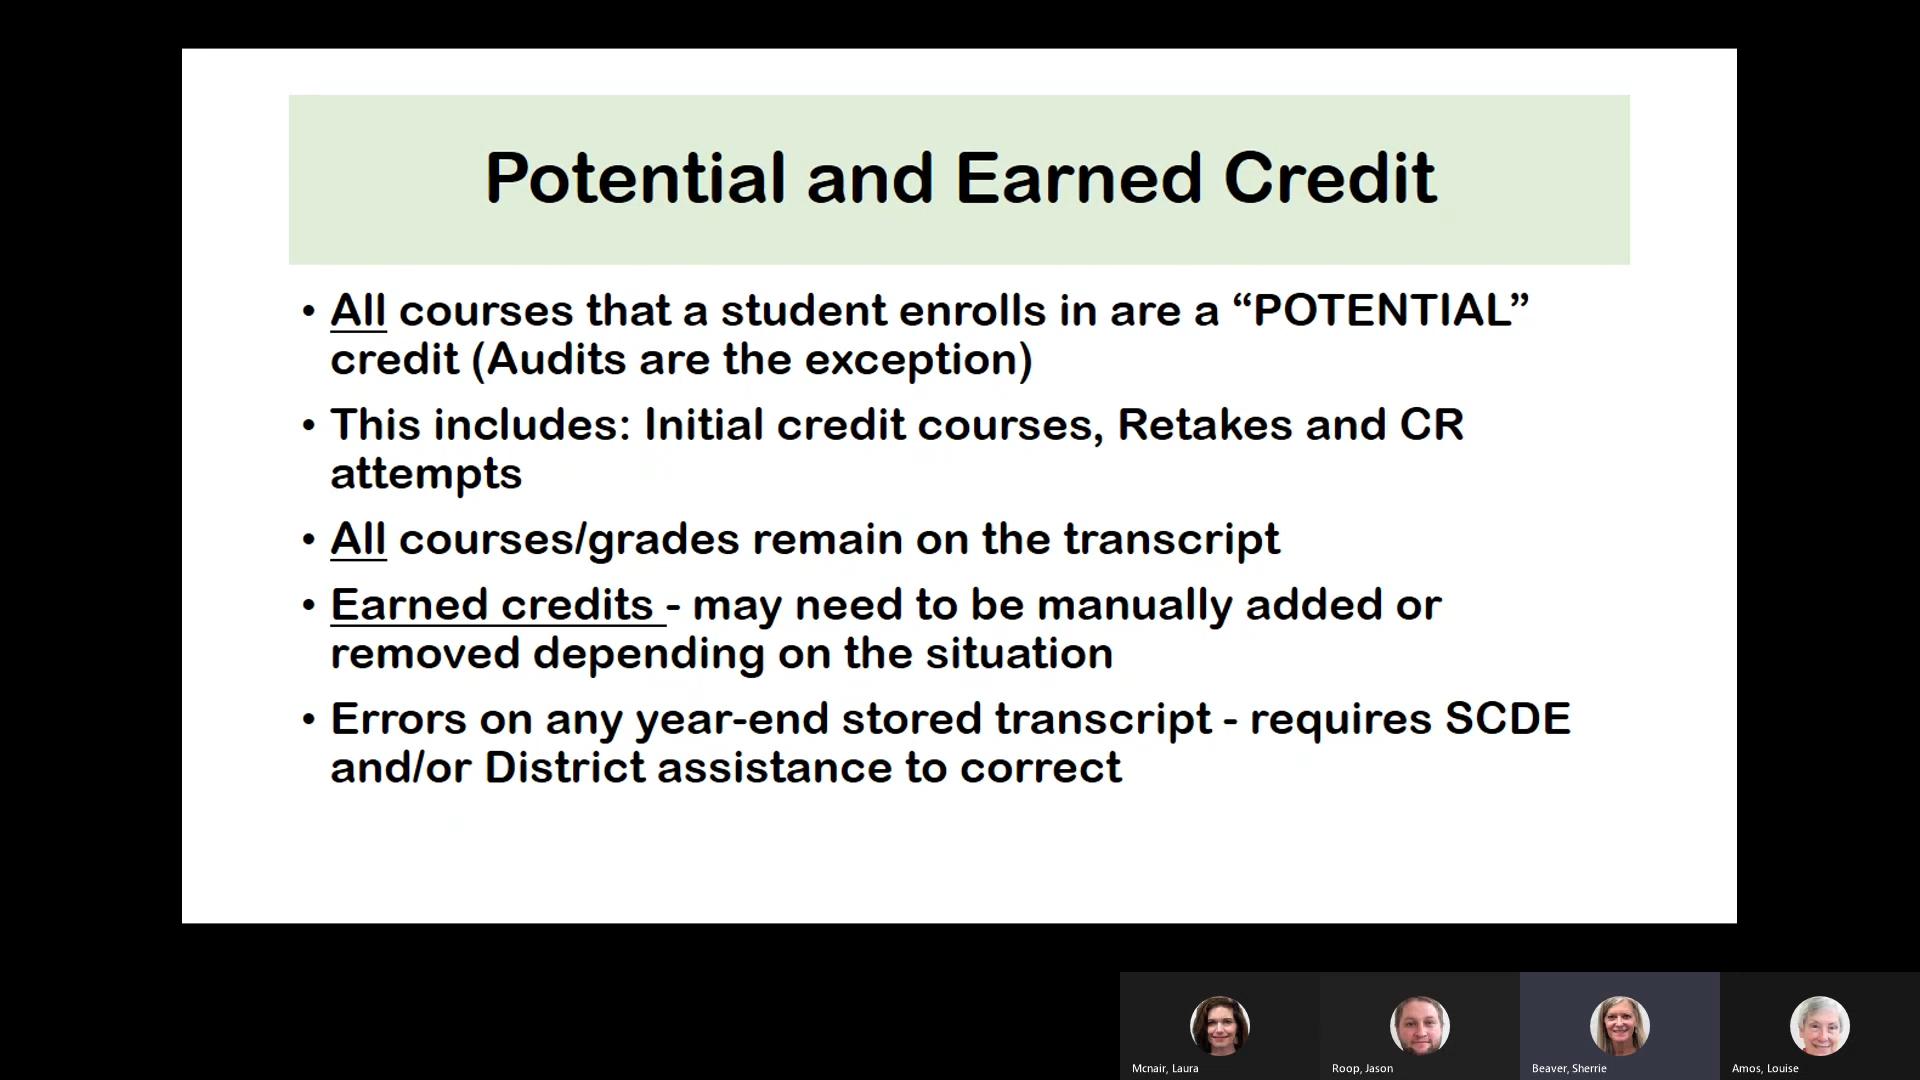 Potential and Earned Credit
• All courses that a student enrolls in are a “POTENTIAL”
credit (Audits are the exception)
• This includes: Initial credit courses, Retakes and CR
attempts
• All courses/grades remain on the transcript
• Earned credits - may need to be manually added or
removed depending on the situation
• Errors on any year-end stored transcript - requires SCDE
and/or District assistance to correct
Mcnair, Laura
Roop, Jason
Beaver, Sherrie
Amos, Louise